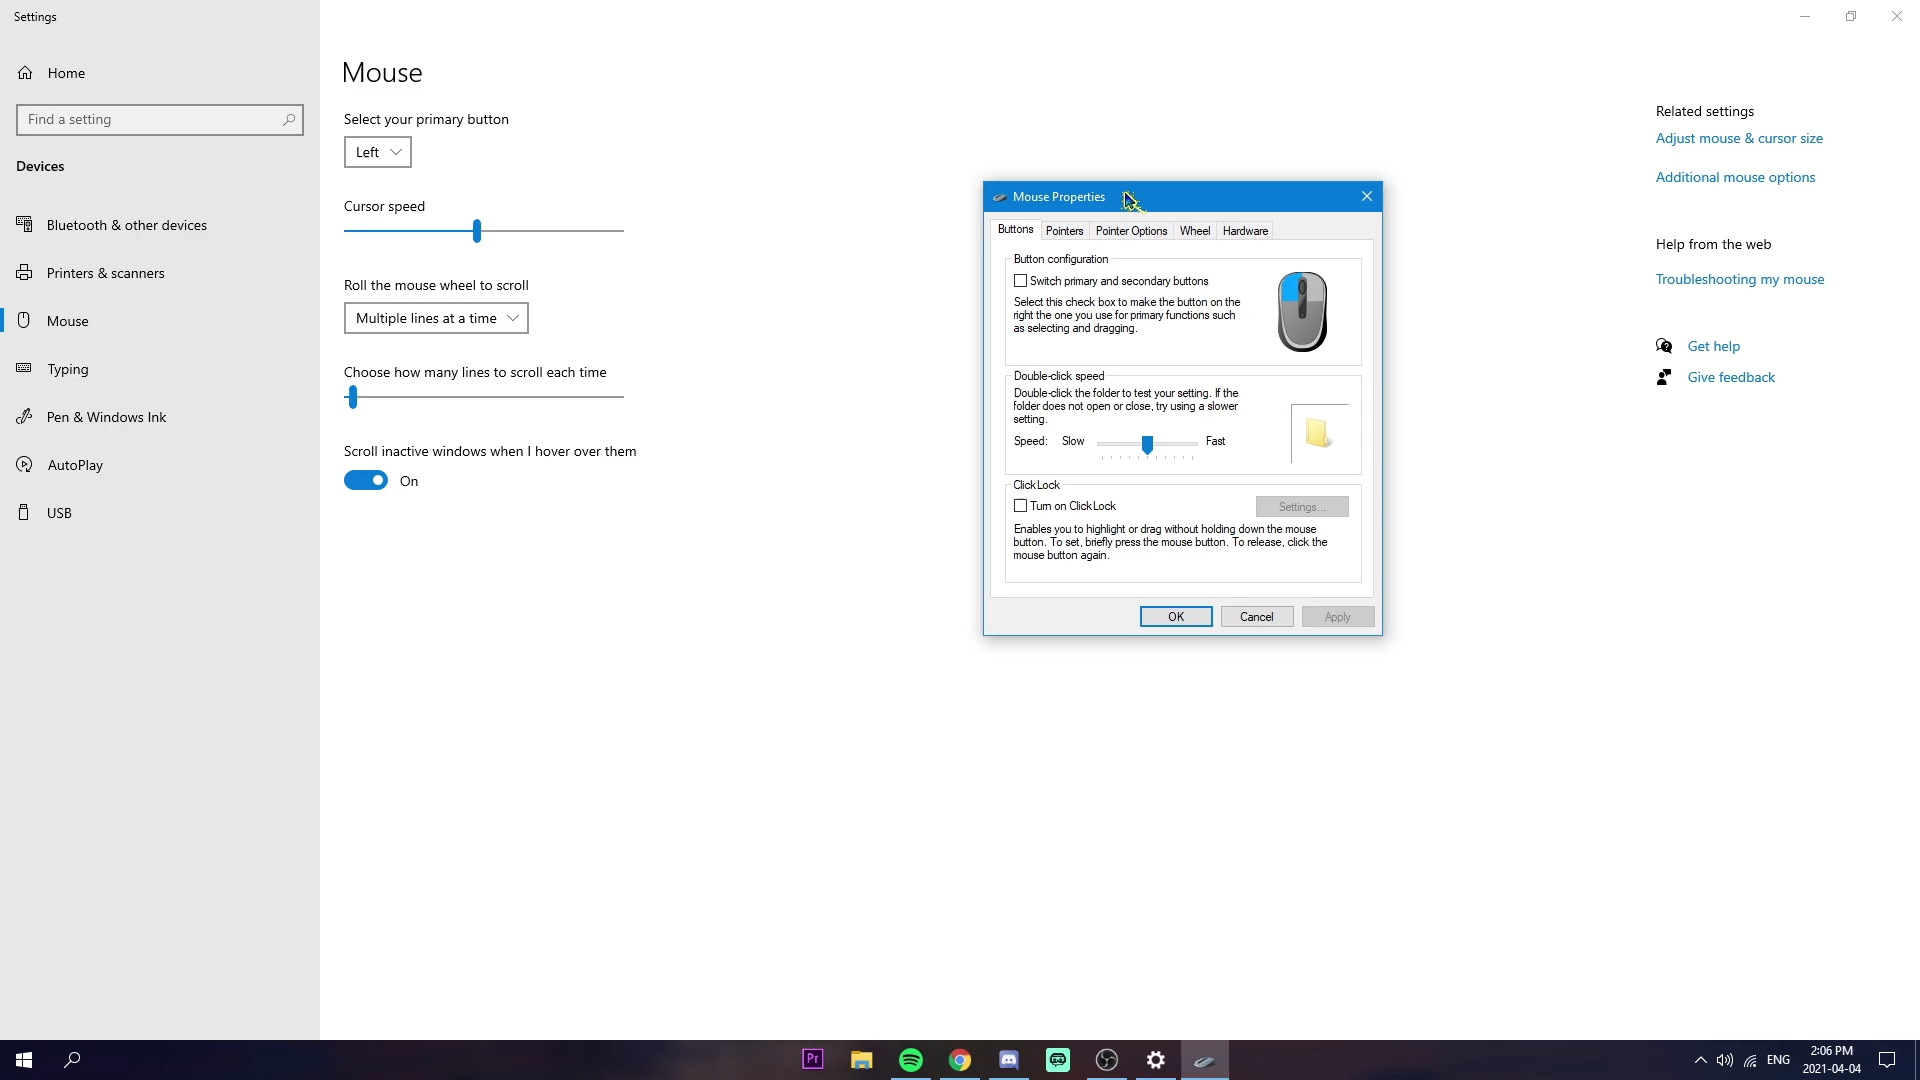 Settings
Home
Find a setting
Devices
Bluetooth & other devices
Printers & scanners
Mouse
Typing
Pen & Windows Ink
AutoPlay
USB
Mouse
Select your primary button
Left
Cursor speed
Roll the mouse wheel to scroll
Multiple lines at a time
Choose how many lines to scroll each time
Scroll inactive windows when I hover over them
On
Mouse Properties
Buttons
Pointers
Pointer Options
Wheel
Hardware
Button configuration
Switch primary and secondary buttons
Select this check box to make the button on the
right the one you use for primary functions such
as selecting and dragging.
Double-click speed
Double-click the folder to test your setting. If the
folder does not open or close, try using a slower
setting.
Speed: Slow Fast
ClickLock
Turn on ClickLock
Settings...
Enables you to highlight or drag without holding down the mouse
button. To set, briefly press the mouse button. To release, click the
mouse button again.
OK
Cancel
Apply
Related settings
Adjust mouse & cursor size
Additional mouse options
Help from the web
Troubleshooting my mouse
Get help
Give feedback
Pr
ENG
2:06 PM
2021-04-04